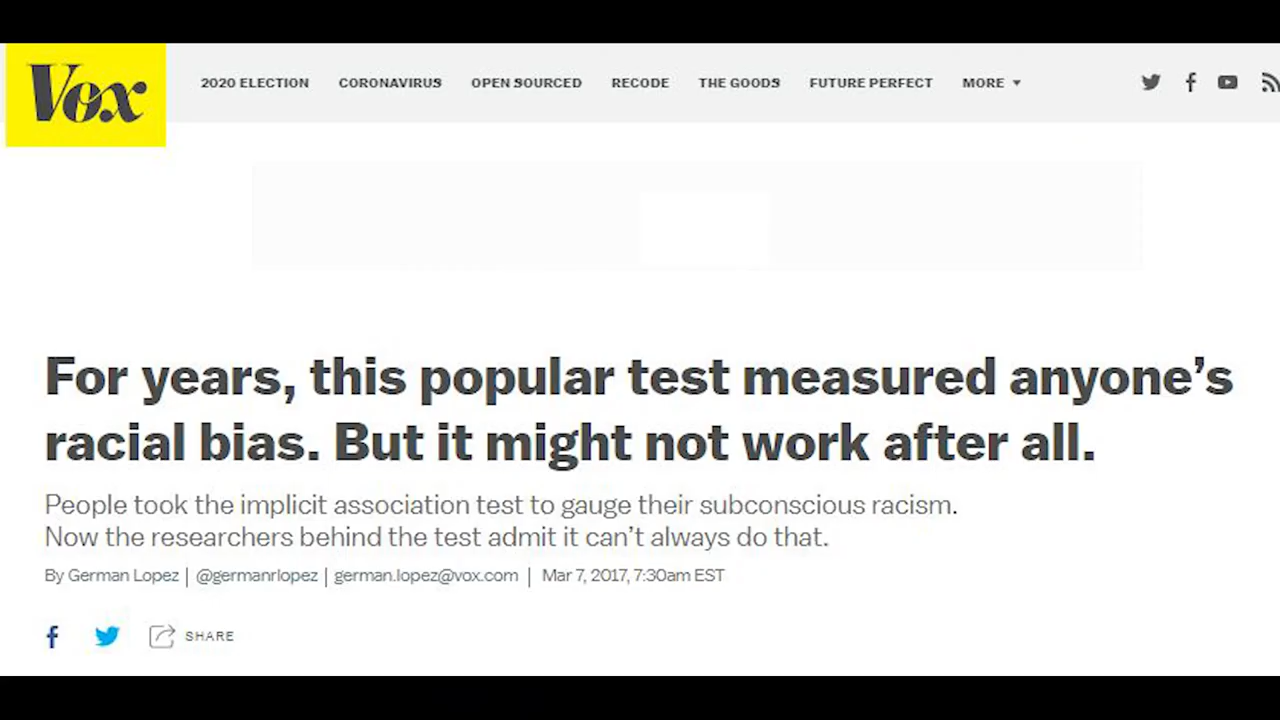 Vox
2020 ELECTION CORONAVIRUS OPEN SOURCED RECODE THE GOODS FUTURE PERFECT MORE
For years, this popular test measured anyone’s
racial bias. But it might not work after all.
People took the implicit association test to gauge their subconscious racism.
Now the researchers behind the test admit it can’t always do that.
By German Lopez | @germanrlopez | german.lopez@vox.com | Mar 7, 2017, 7:30am EST
SHARE